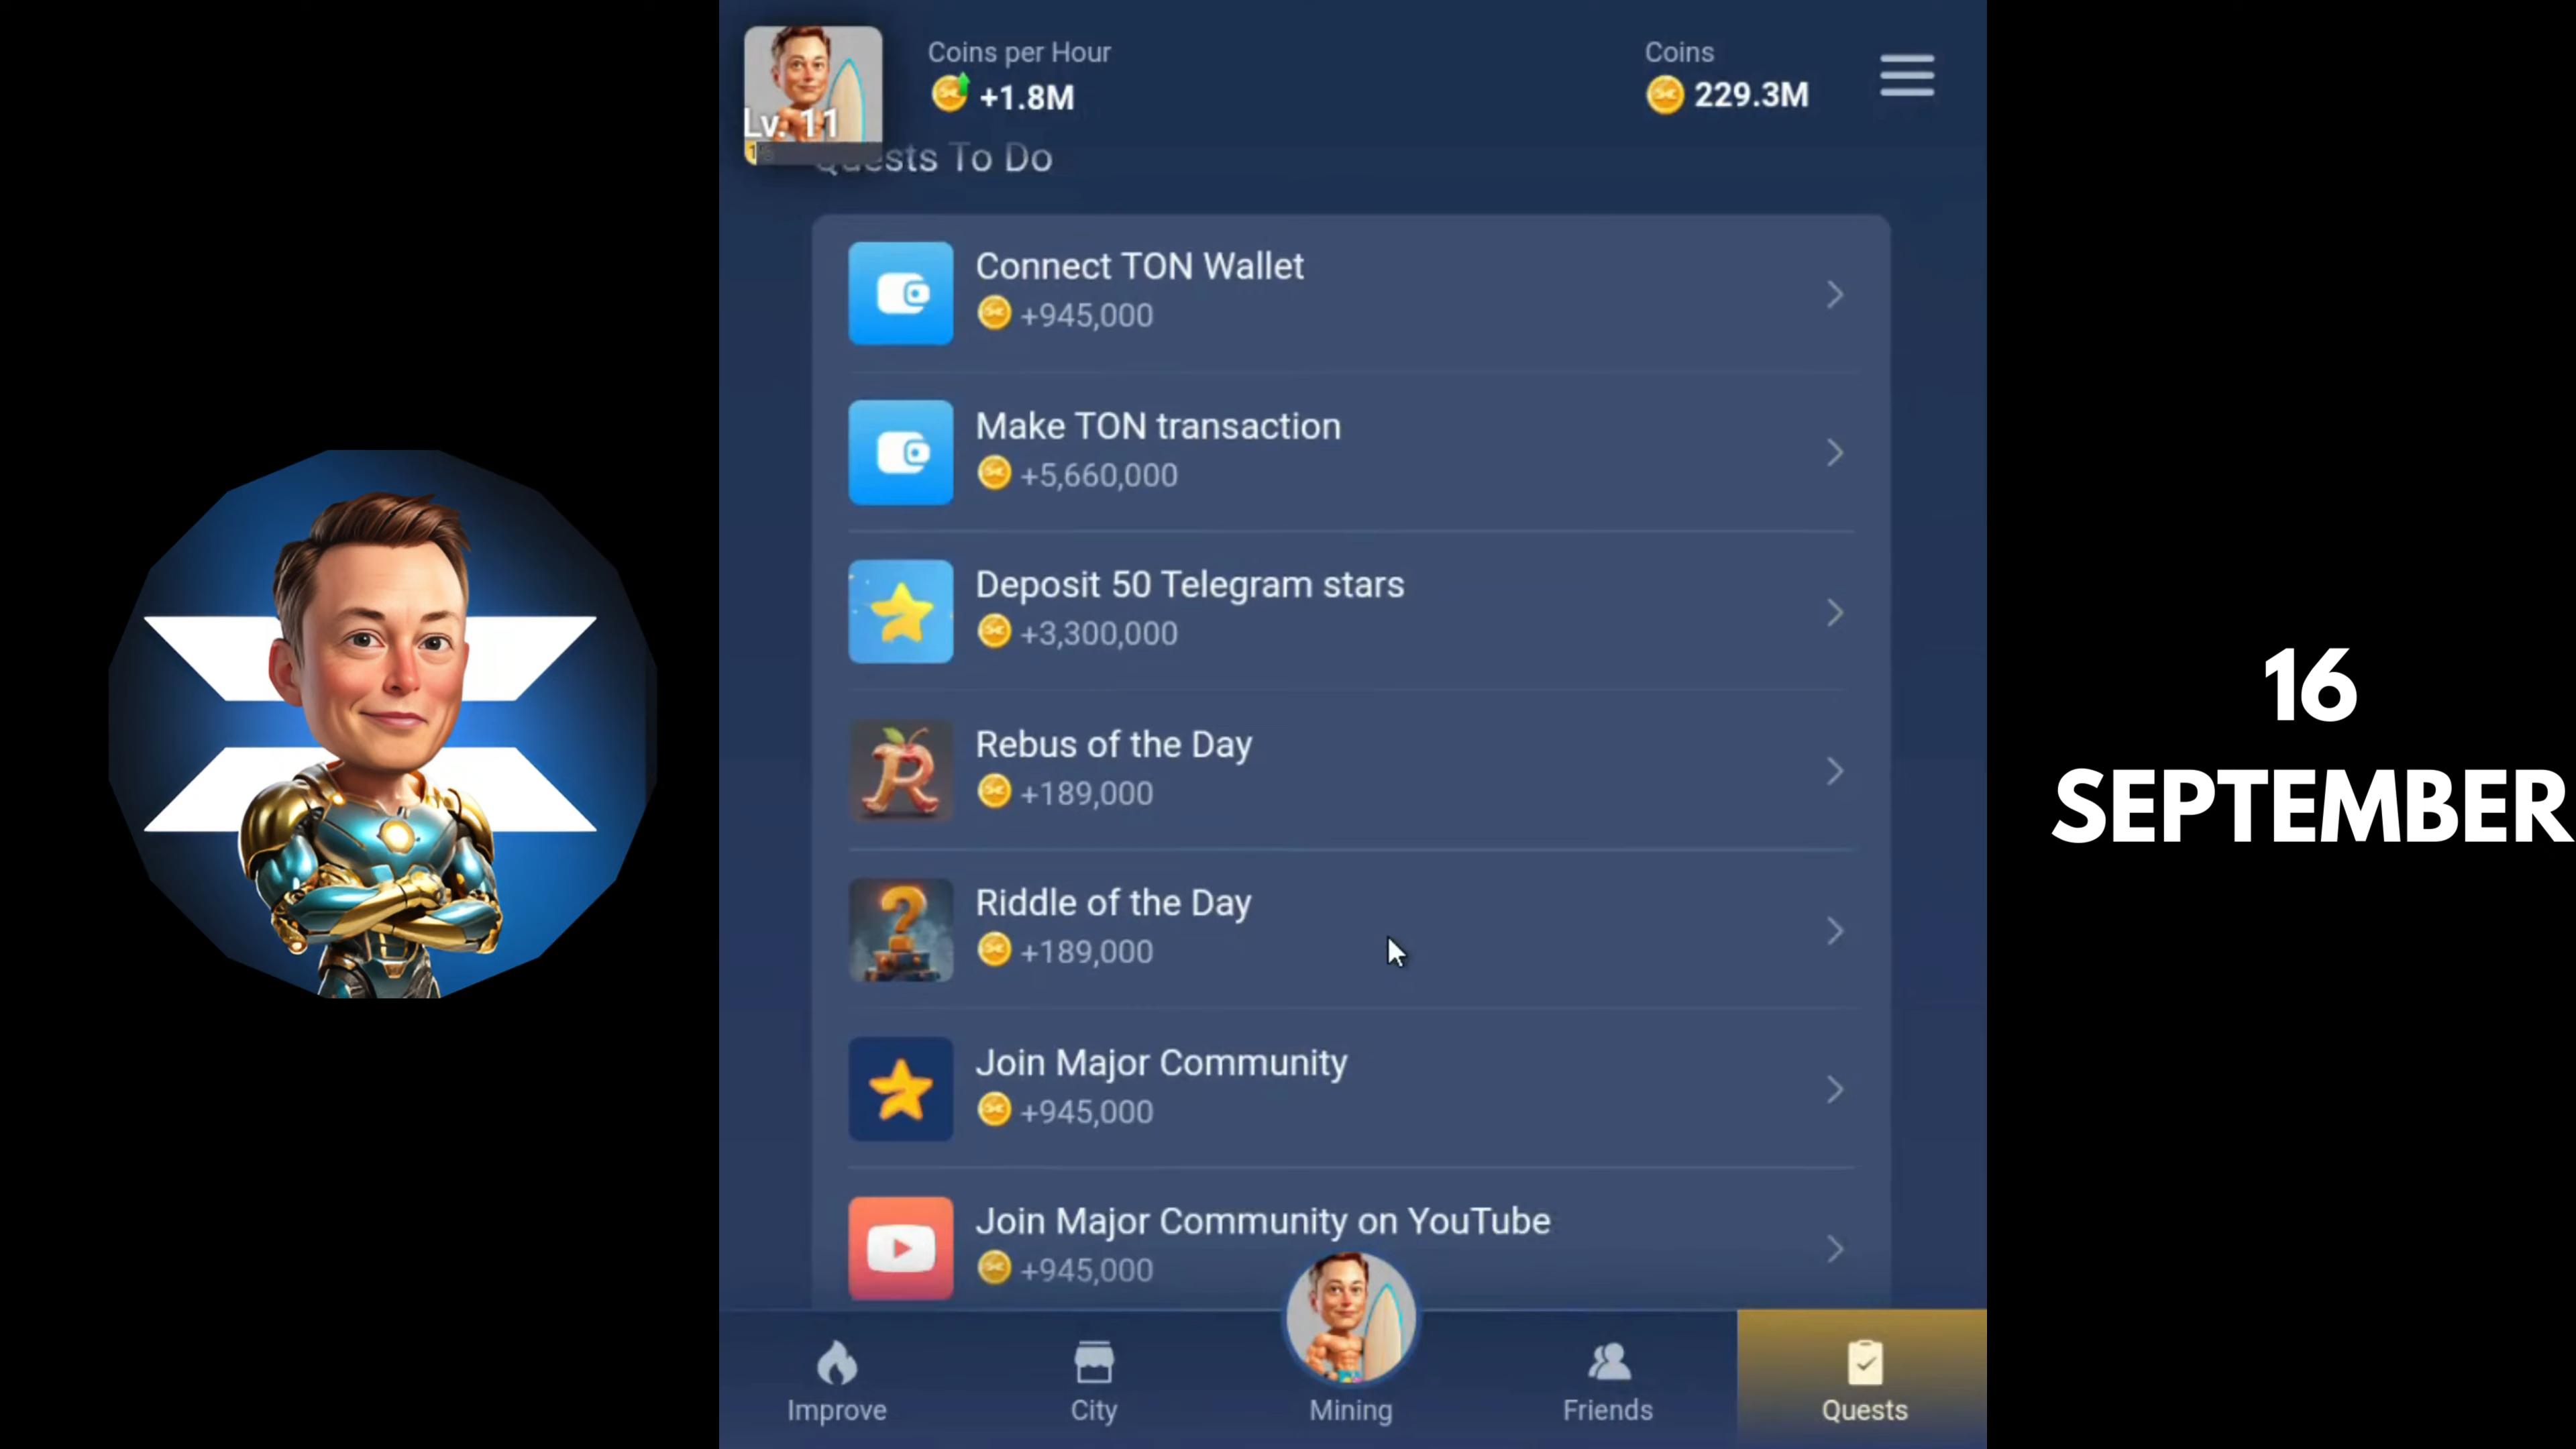 Coins per Hour
+1.8M
Coins
229.3M
Lv. 11
Quests To Do
Connect TON Wallet
+945,000
Make TON transaction
+5,660,000
Deposit 50 Telegram stars
+3,300,000
Rebus of the Day
+189,000
Riddle of the Day
+189,000
Join Major Community
+945,000
Join Major Community on YouTube
+945,000
Improve
City
Mining
Friends
Quests
16
SEPTEMBER